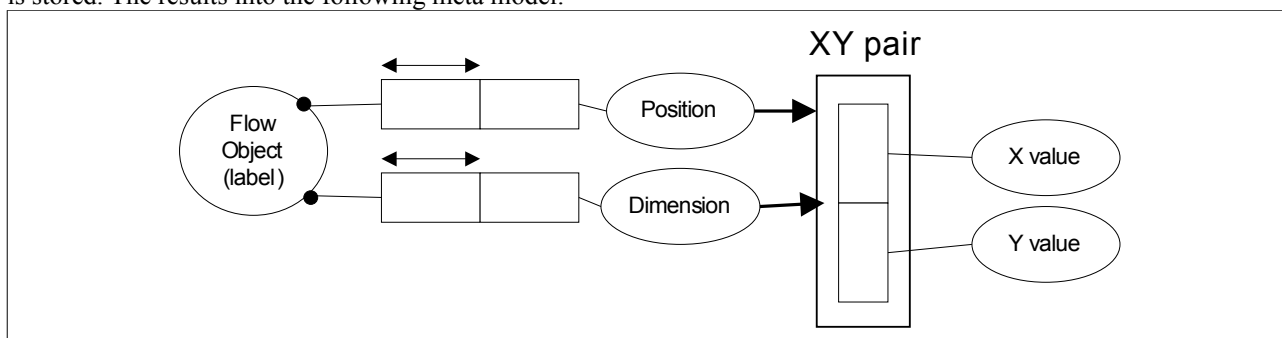 is stored. The results into the following meta model.
XY pair
Flow
Object
(label)
Position
X value
Dimension
Y value